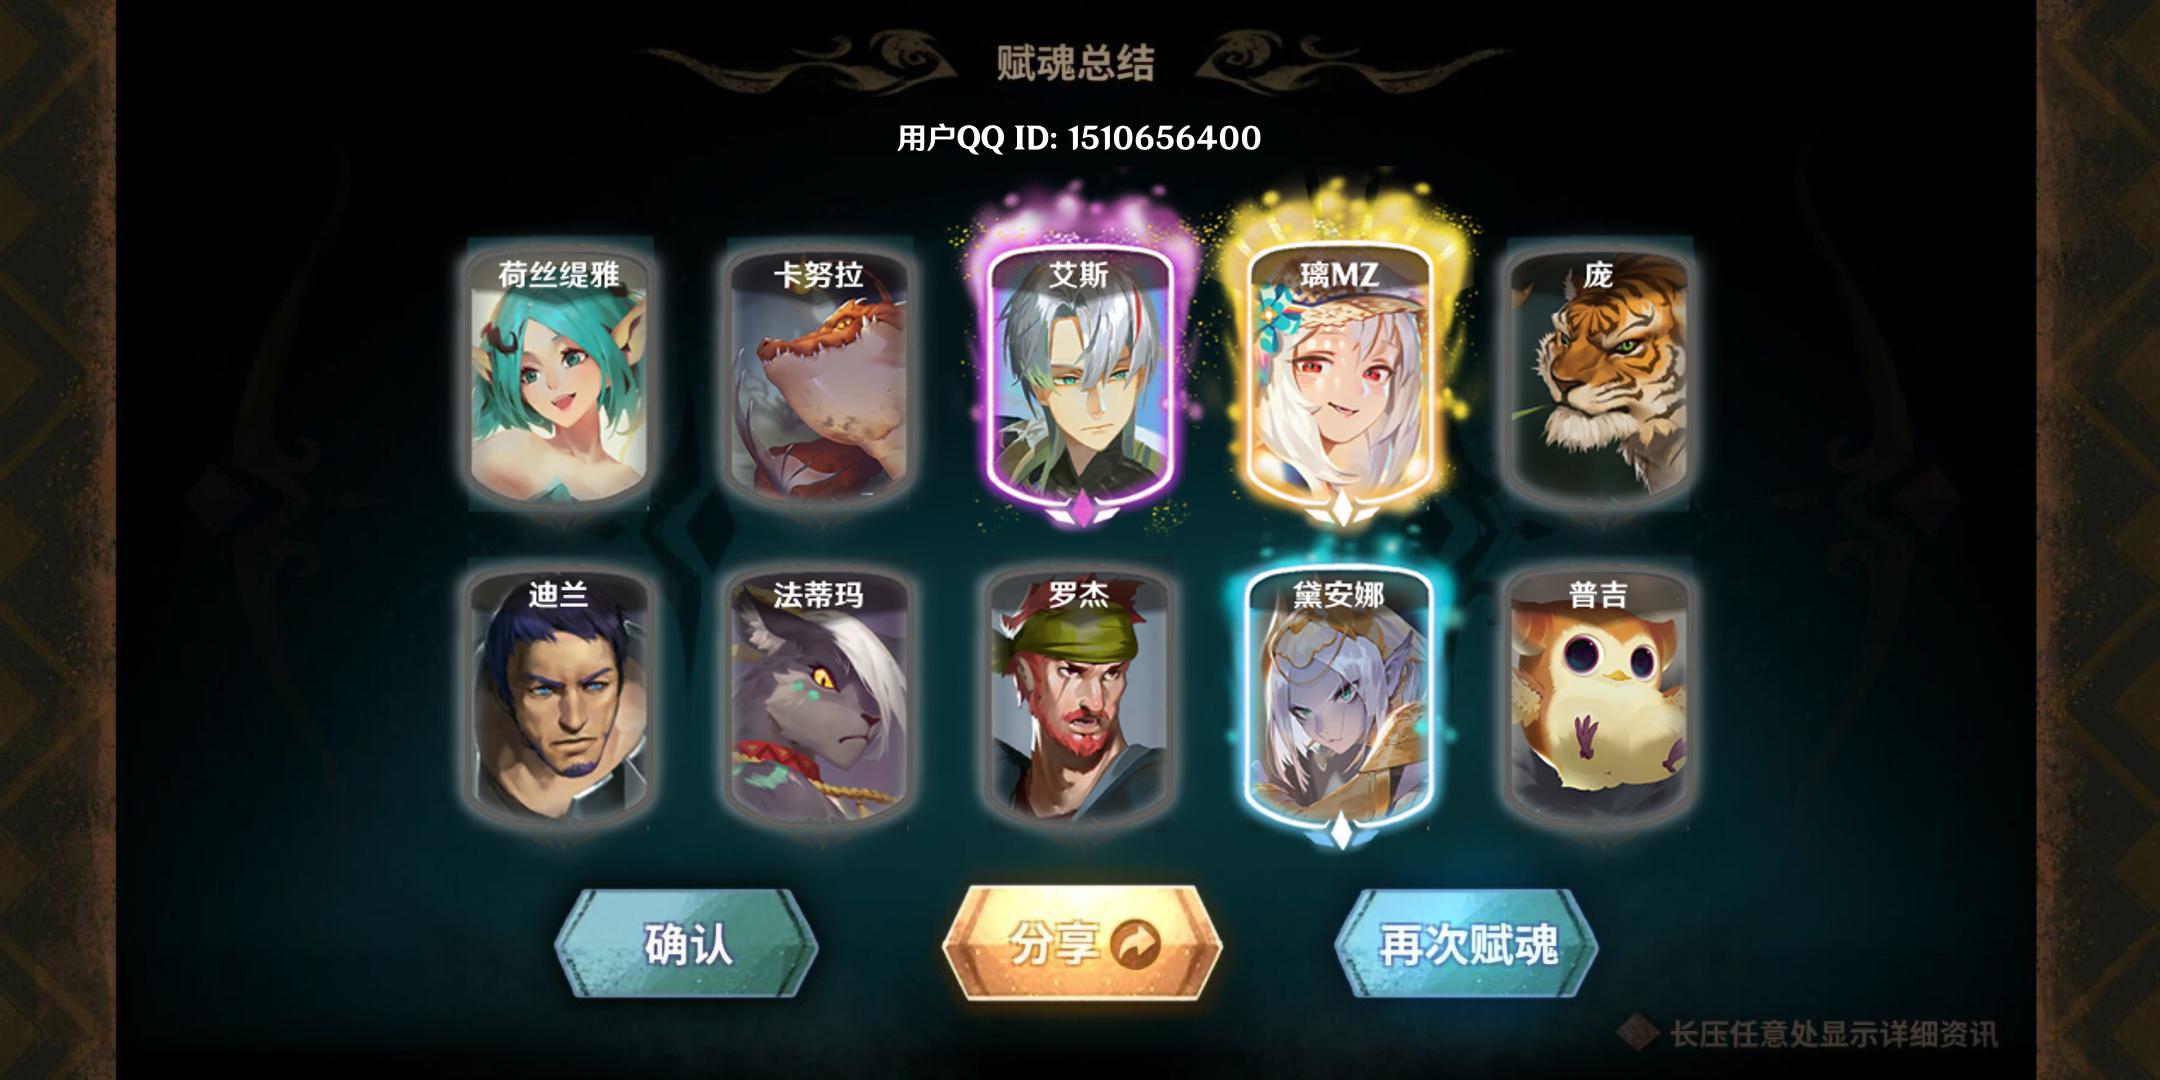 赋魂总结
用户QQ ID: 1510656400
荷丝缇雅
卡努拉
艾斯
璃MZ
庞
迪兰
法蒂玛
罗杰
黛安娜
普吉
确认
分享
再次赋魂
长压任意处显示详细资讯